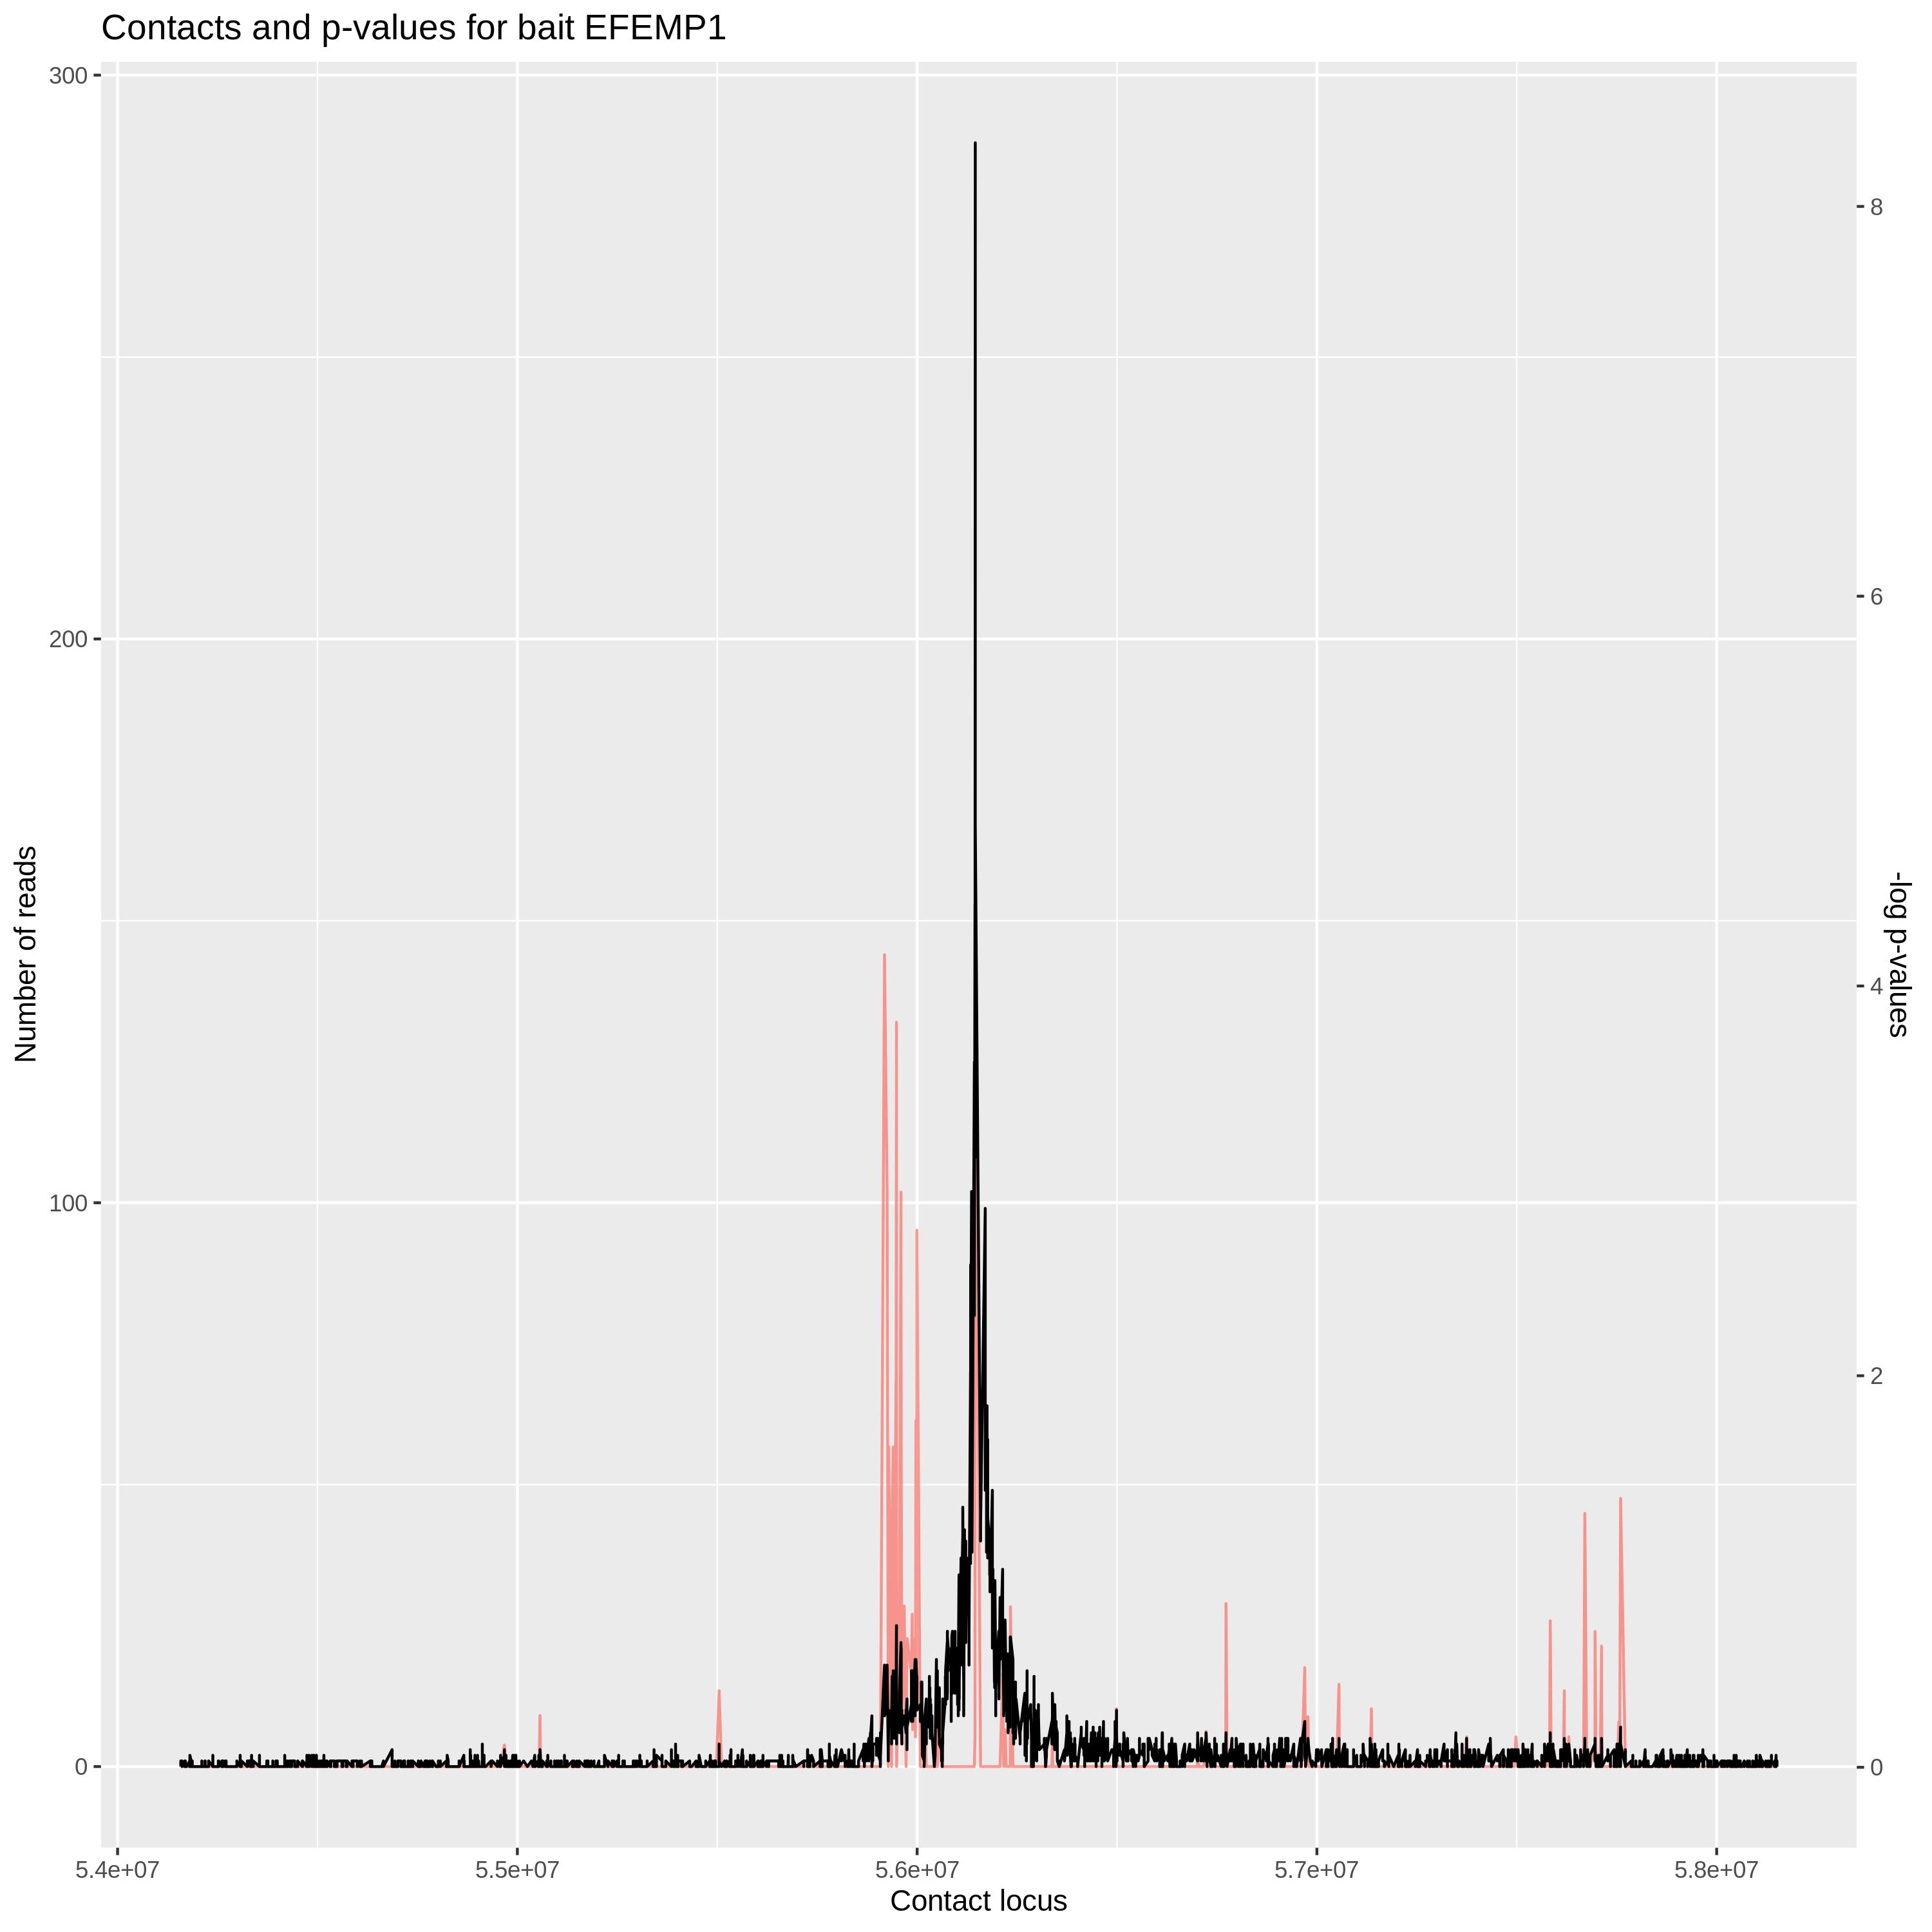 Contacts and p-values for bait EFEMP1
300
200
100
0
Number of reads
8
6
4
2
0
-log p-values
5.4e+07
5.5e+07
5.6e+07
5.7e+07
5.8e+07
Contact locus